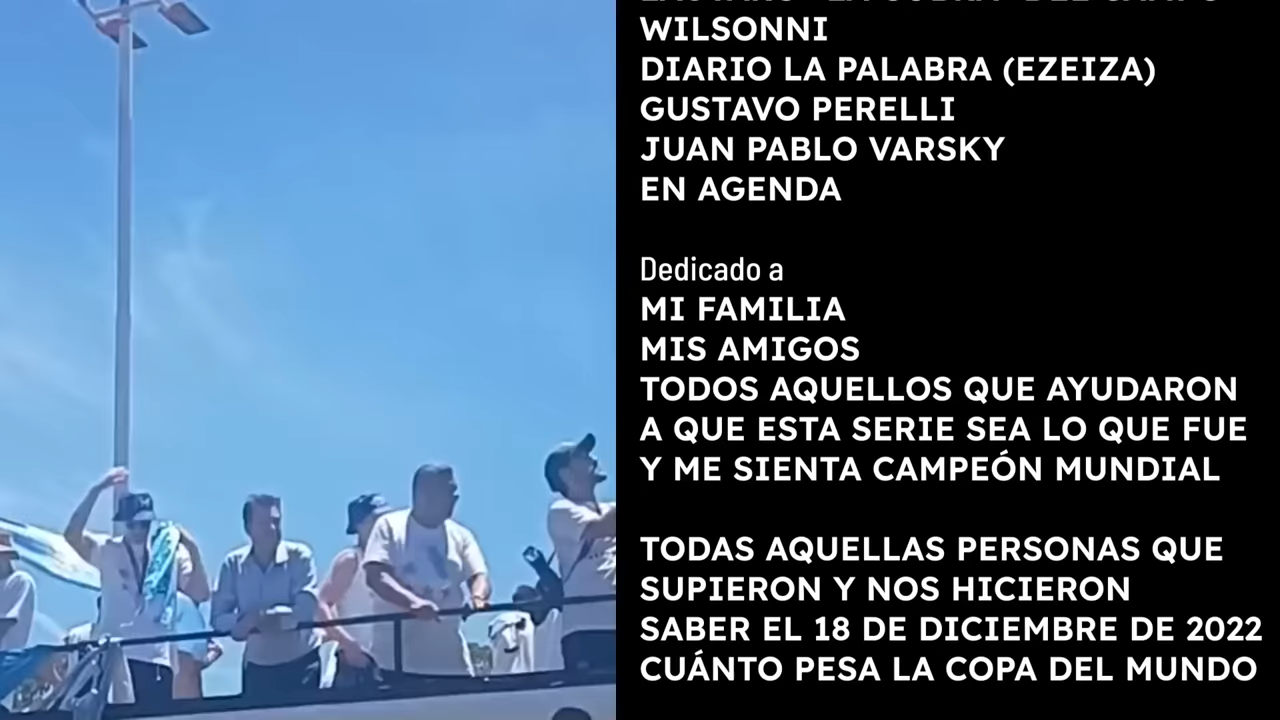 WILSONNI
DIARIO LA PALABRA (EZEIZA)
GUSTAVO PERELLI
JUAN PABLO VARSKY
EN AGENDA
Dedicado a
MI FAMILIA
MIS AMIGOS
TODOS AQUELLOS QUE AYUDARON
A QUE ESTA SERIE SEA LO QUE FUE
Y ME SIENTA CAMPEÓN MUNDIAL
TODAS AQUELLAS PERSONAS QUE
SUPIERON Y NOS HICIERON
SABER EL 18 DE DICIEMBRE DE 2022
CUÁNTO PESA LA COPA DEL MUNDO